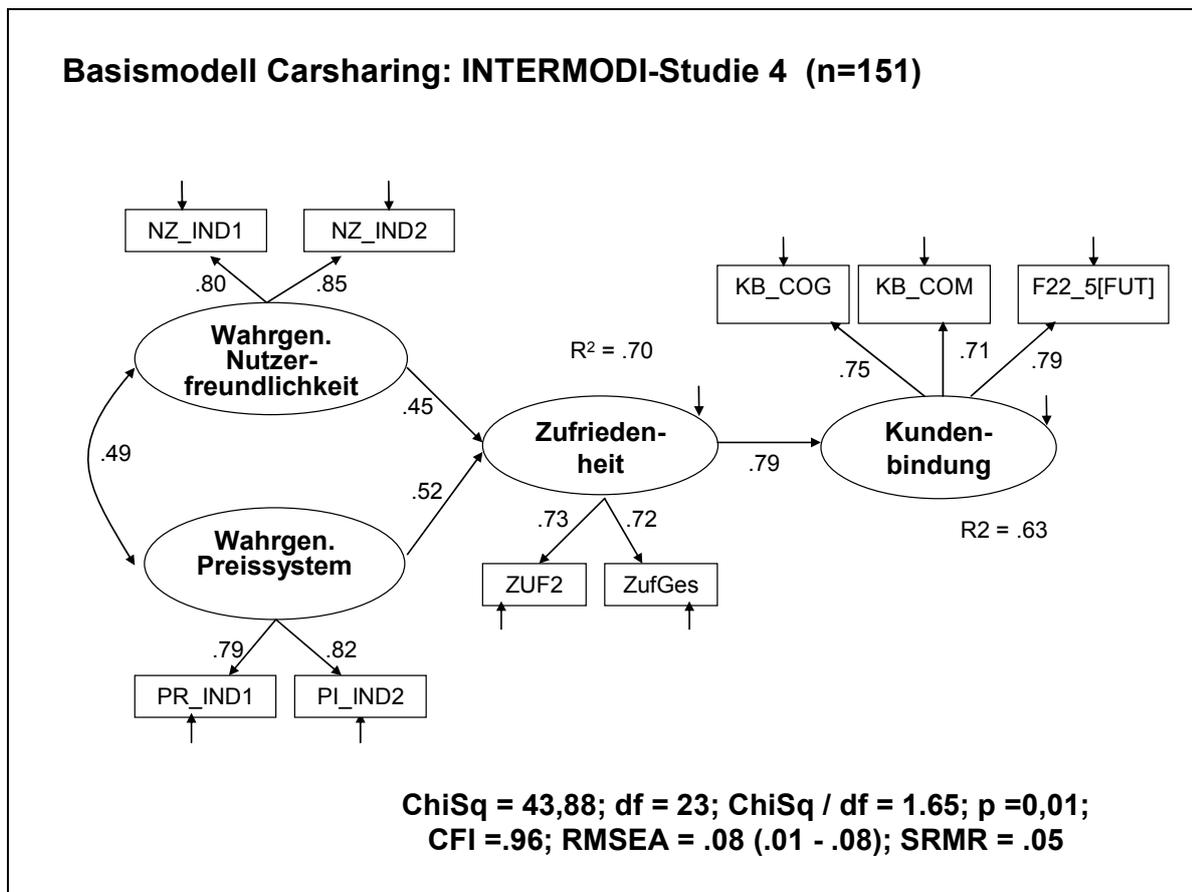 Basismodell Carsharing: INTERMODI-Studie 4 (n=151)
NZ_IND1
NZ_IND2
.80
.85
Wahrgen.
Nutzer-
freundlichkeit
KB_COG
KB_COM
F22_5[FUT]
.75
.71
.79
R² = .70
.45
.49
.52
Zufrieden-
heit
.79
Kunden-
bindung
R2 = .63
.73
.72
ZUF2
ZufGes
Wahrgen.
Preissystem
.79
.82
PR_IND1
PI_IND2
ChiSq = 43,88; df = 23; ChiSq / df = 1.65; p =0,01;
CFI =.96; RMSEA = .08 (.01 - .08); SRMR = .05